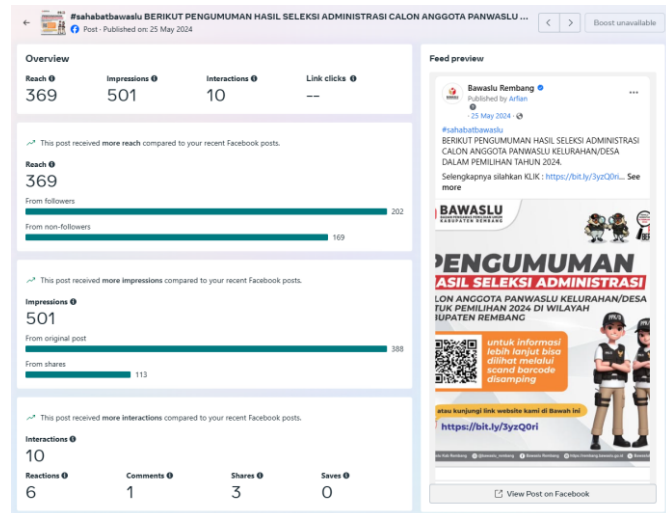 #sahabatbawaslu BERIKUT PENGUMUMAN HASIL SELEKSI ADMINISTRASI CALON ANGGOTA PANWASLU ...
Post · Published on: 25 May 2024
Boost unavailable
Overview
Reach
Impressions
Interactions
Link clicks
369
501
10
--
This post received more reach compared to your recent Facebook posts.
Reach
369
From followers
202
From non-followers
169
This post received more impressions compared to your recent Facebook posts.
Impressions
501
From original post
388
From shares
113
This post received more interactions compared to your recent Facebook posts.
Interactions
10
Reactions
Comments
Shares
Saves
6
1
3
0
Feed preview
Bawaslu Rembang
Published by Arfian
· 25 May 2024 ·
#sahabatbawaslu
BERIKUT PENGUMUMAN HASIL SELEKSI ADMINISTRASI
CALON ANGGOTA PANWASLU KELURAHAN/DESA
DALAM PEMILIHAN TAHUN 2024.
Selengkapnya silahkan KLIK : https://bit.ly/3yzQ0ri... See
more
BAWASLU
KABUPATEN REMBANG
PENGUMUMAN
ASIL SELEKSI ADMINISTRASI
LON ANGGOTA PANWASLU KELURAHAN/DESA
TUK PEMILIHAN 2024 DI WILAYAH
BUPATEN REMBANG
untuk informasi
lebih lanjut bisa
dilihat melalui
scand barcode
disamping
atau kunjungi link website kami di Bawah ini
https://bit.ly/3yzQ0ri
View Post on Facebook